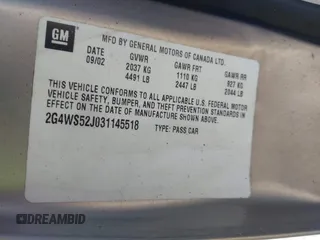 GM
MFD BY GENERAL MOTORS OF CANADA LTD.
DATE GVWR GAWR FRT GAWR RR
09/02 2037 KG 1110 KG 927 KG
4491 LB 2447 LB 2044 LB
THIS VEHICLE CONFORMS TO ALL APPLICABLE U.S. FEDERAL MOTOR
VEHICLE SAFETY, BUMPER, AND THEFT PREVENTION STANDARDS IN
EFFECT ON THE DATE OF MANUFACTURE SHOWN ABOVE.
2G4WS52J031145518 TYPE: PASS CAR
DREAMBID